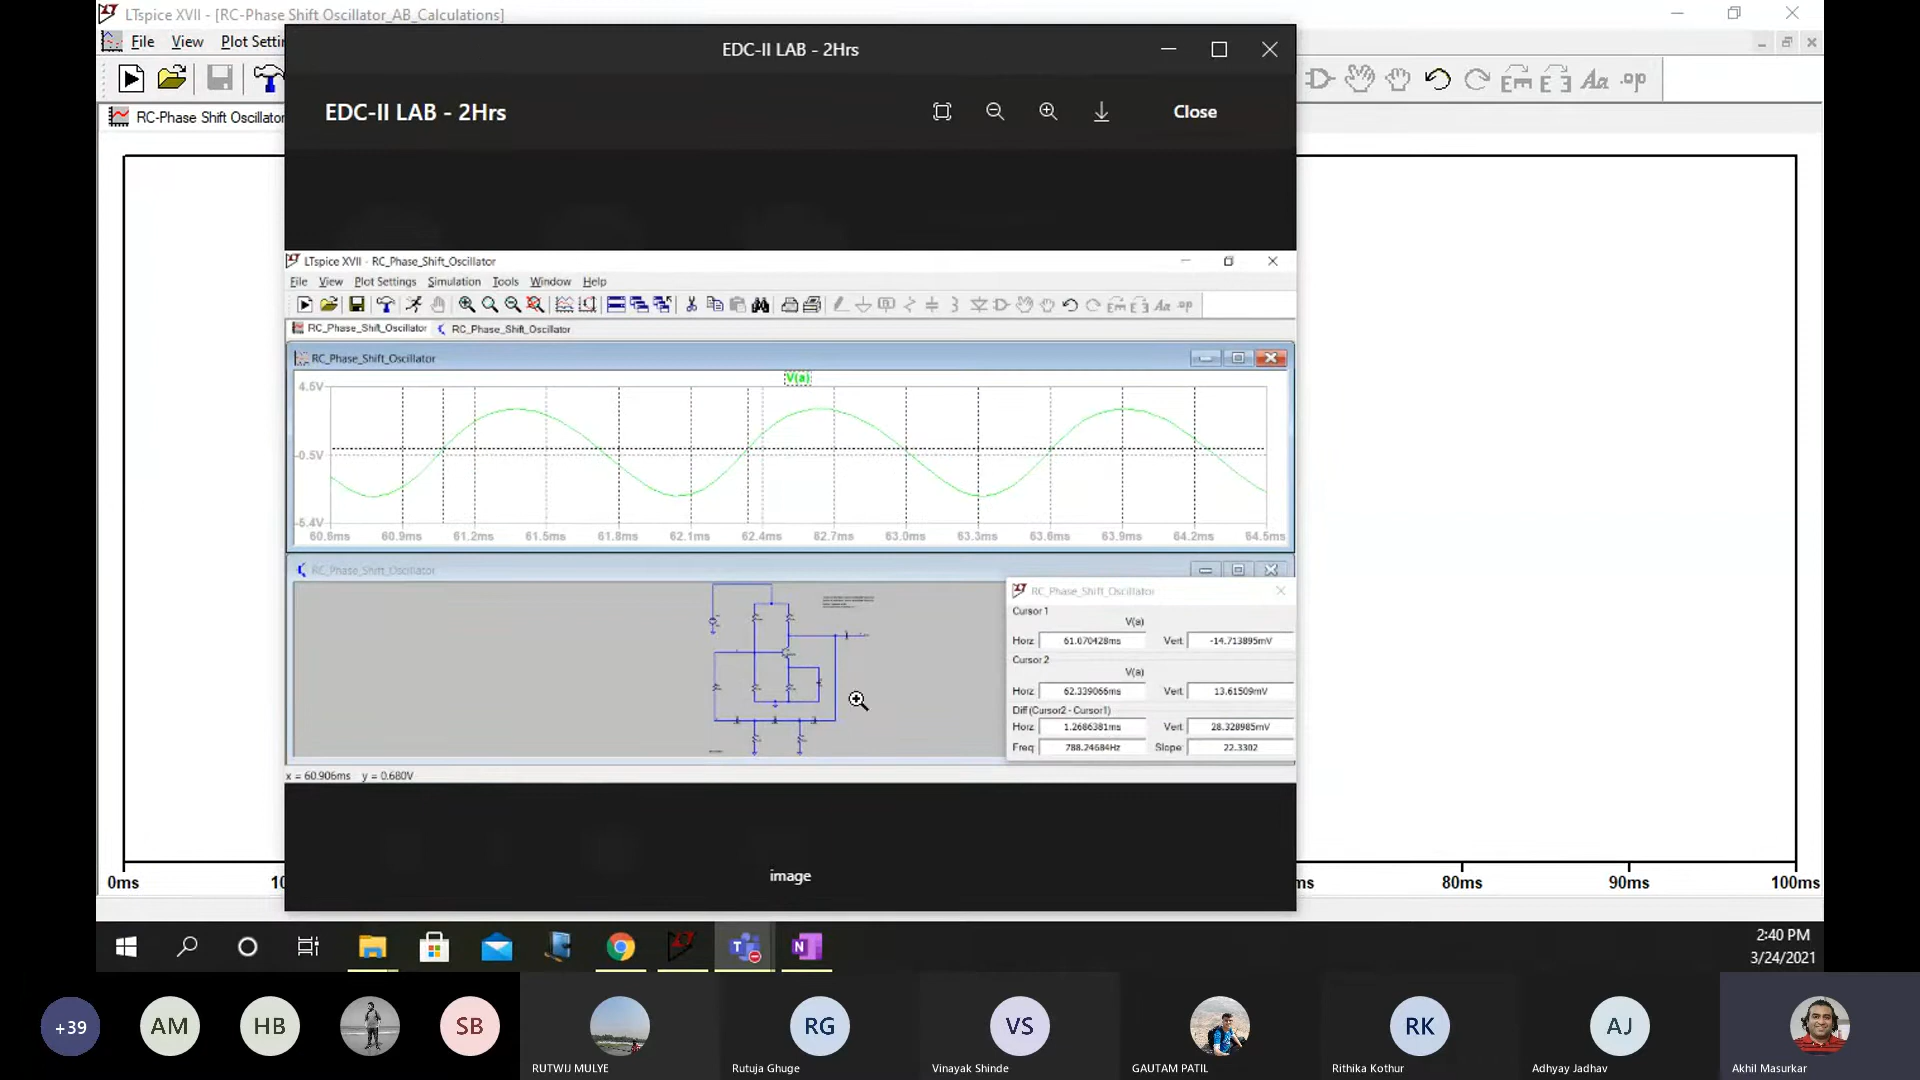 LTspice XVII - [RC-Phase Shift Oscillator_AB_Calculations]
File View Plot Setti
RC-Phase Shift Oscillator
EDC-II LAB - 2Hrs
EDC-II LAB - 2Hrs
Close
LTspice XVII - RC_Phase_Shift_Oscillator
File View Plot Settings Simulation Tools Window Help
RC_Phase_Shift_Oscillator RC_Phase_Shift_Oscillator
RC_Phase_Shift_Oscillator
V(a)
4.5V
-0.5V
-5.4V
60.6ms 60.9ms 61.2ms 61.5ms 61.8ms 62.1ms 62.4ms 62.7ms 63.0ms 63.3ms 63.6ms 63.9ms 64.2ms 64.5ms
RC_Phase_Shift_Oscillator
RC_Phase_Shift_Oscillator
Cursor 1
V(a)
Horz: 61.070428ms Vert: -14.713895mV
Cursor 2
V(a)
Horz: 62.339066ms Vert: 13.61509mV
Diff (Cursor2 - Cursor1)
Horz: 1.2686381ms Vert: 28.328985mV
Freq: 788.24684Hz Slope: 22.3302
x = 60.906ms y = 0.680V
image
0ms 10 ms 80ms 90ms 100ms
2:40 PM
3/24/2021
+39 AM HB SB RG VS RK AJ
RUTWIJ MULYE Rutuja Ghuge Vinayak Shinde GAUTAM PATIL Rithika Kothur Adhyay Jadhav Akhil Masurkar